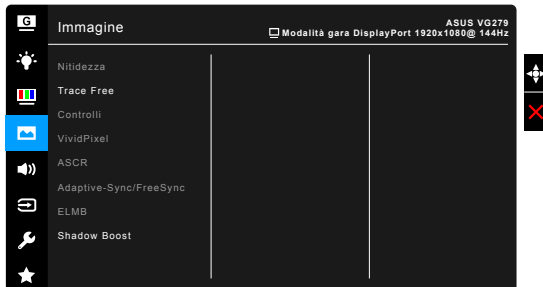 G
Immagine
ASUS VG279
Modalità gara DisplayPort 1920x1080@ 144Hz
Nitidezza
Trace Free
Controlli
VividPixel
ASCR
Adaptive-Sync/FreeSync
ELMB
Shadow Boost